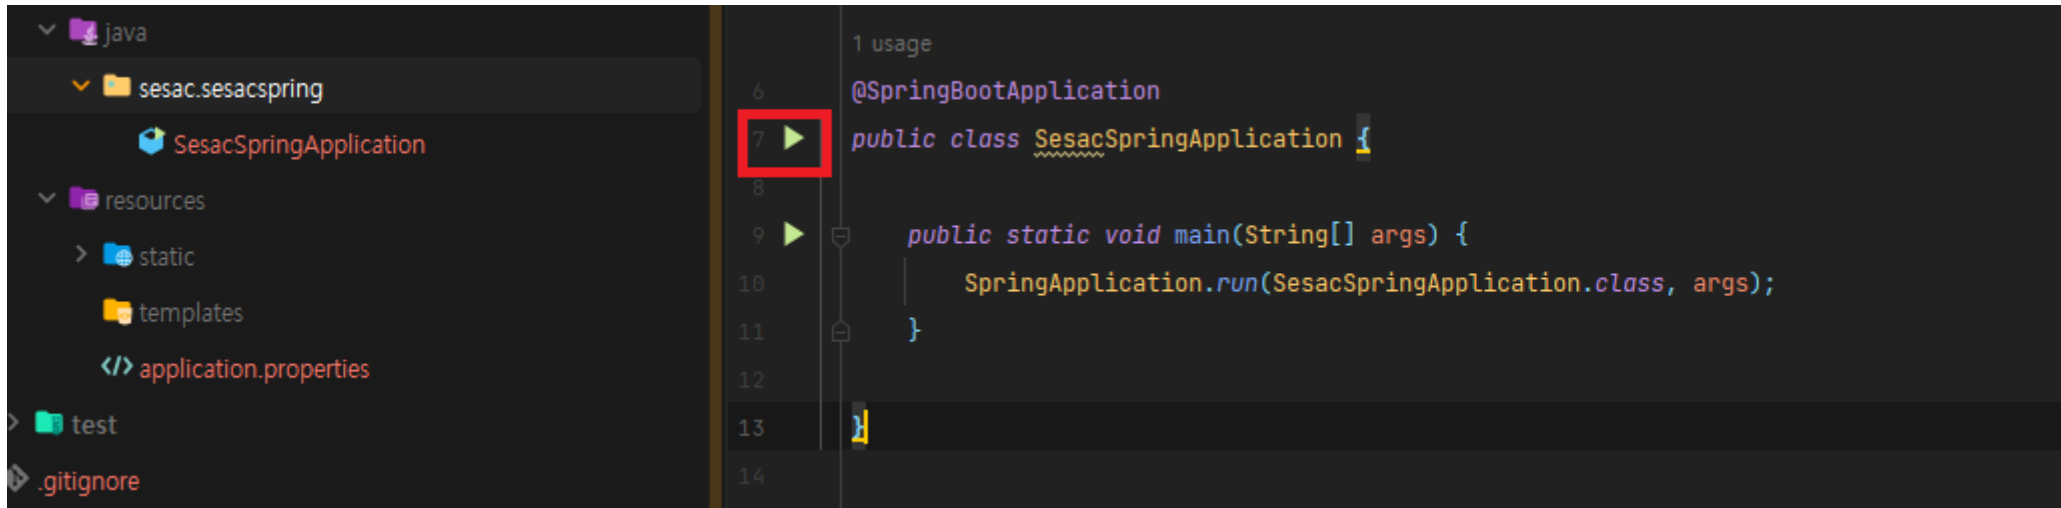 java
sesac.sesacspring
SesacSpringApplication
resources
static
templates
application.properties
test
.gitignore
1 usage
6 @SpringBootApplication
7 public class SesacSpringApplication {
8
9 public static void main(String[] args) {
10 SpringApplication.run(SesacSpringApplication.class, args);
11 }
12
13 }
14